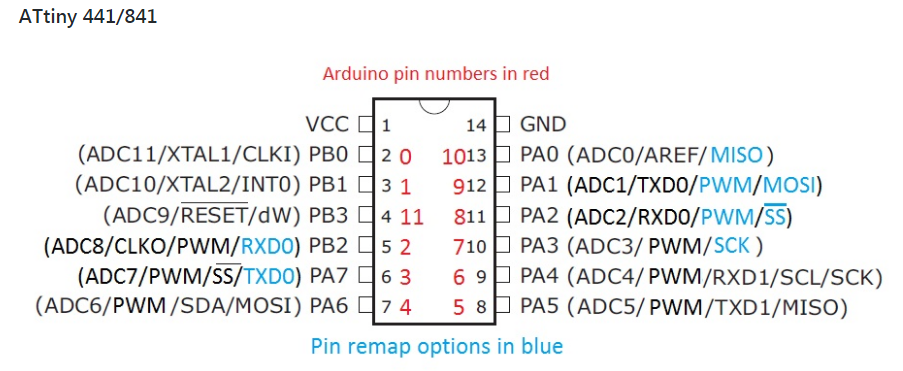 ATtiny 441/841
Arduino pin numbers in red
VCC 1 14 GND
(ADC11/XTAL1/CLKI) PB0 2 0 10 13 PA0 (ADC0/AREF/MISO)
(ADC10/XTAL2/INT0) PB1 3 1 9 12 PA1 (ADC1/TXD0/PWM/MOSI)
(ADC9/RESET/dW) PB3 4 11 8 11 PA2 (ADC2/RXD0/PWM/SS)
(ADC8/CLKO/PWM/RXD0) PB2 5 2 7 10 PA3 (ADC3/ PWM/SCK )
(ADC7/PWM/SS/TXD0) PA7 6 3 6 9 PA4 (ADC4/ PWM/RXD1/SCL/SCK)
(ADC6/PWM /SDA/MOSI) PA6 7 4 5 8 PA5 (ADC5/ PWM/TXD1/MISO)
Pin remap options in blue